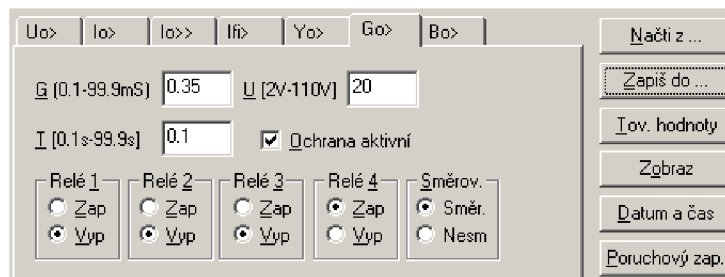 Uo> Io> Io>> Ifi> Yo> Go> Bo>
Načti z ...
G (0.1-99.9mS) 0.35 U [2V-110V] 20
Zapiš do ...
T [0.1s-99.9s] 0.1 Ochrana aktivní
Tov. hodnoty
Relé 1 Relé 2 Relé 3 Relé 4 Směrov.
Zobraz
Zap Zap Zap Zap Směr.
Datum a čas
Vyp Vyp Vyp Vyp Nesm
Poruchový zap.